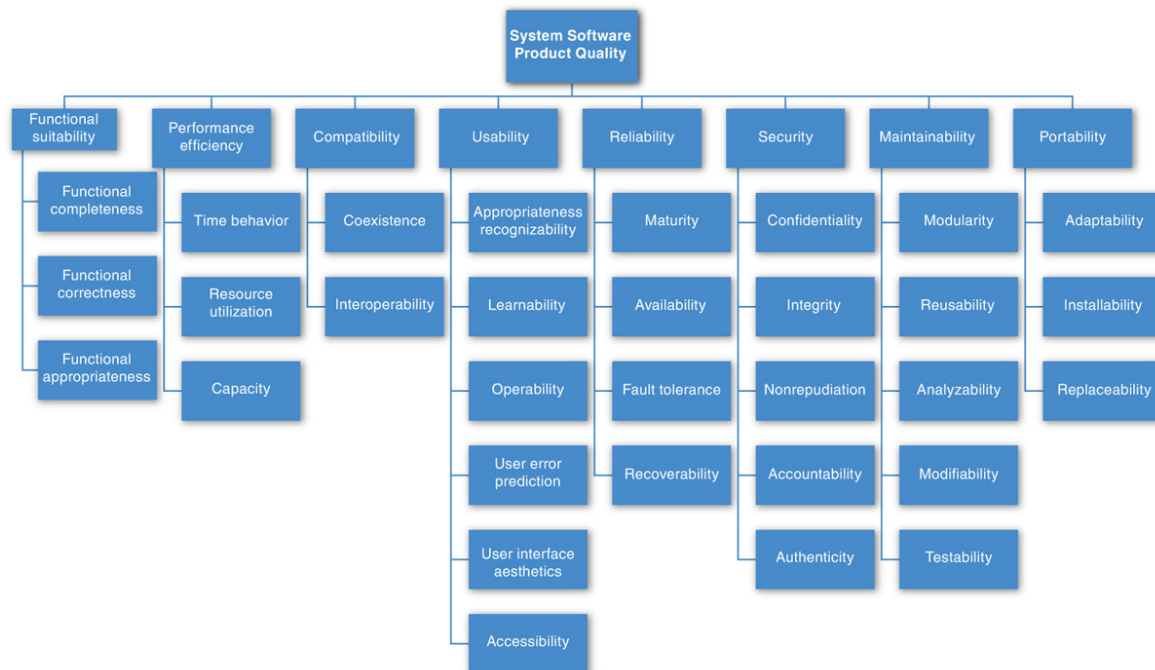 System Software
Product Quality
Functional
suitability
Performance
efficiency
Compatibility
Usability
Reliability
Security
Maintainability
Portability
Functional
completeness
Functional
correctness
Functional
appropriateness
Time behavior
Resource
utilization
Capacity
Coexistence
Interoperability
Appropriateness
recognizability
Learnability
Operability
User error
prediction
User interface
aesthetics
Accessibility
Maturity
Availability
Fault tolerance
Recoverability
Confidentiality
Integrity
Nonrepudiation
Accountability
Authenticity
Modularity
Reusability
Analyzability
Modifiability
Testability
Adaptability
Installability
Replaceability